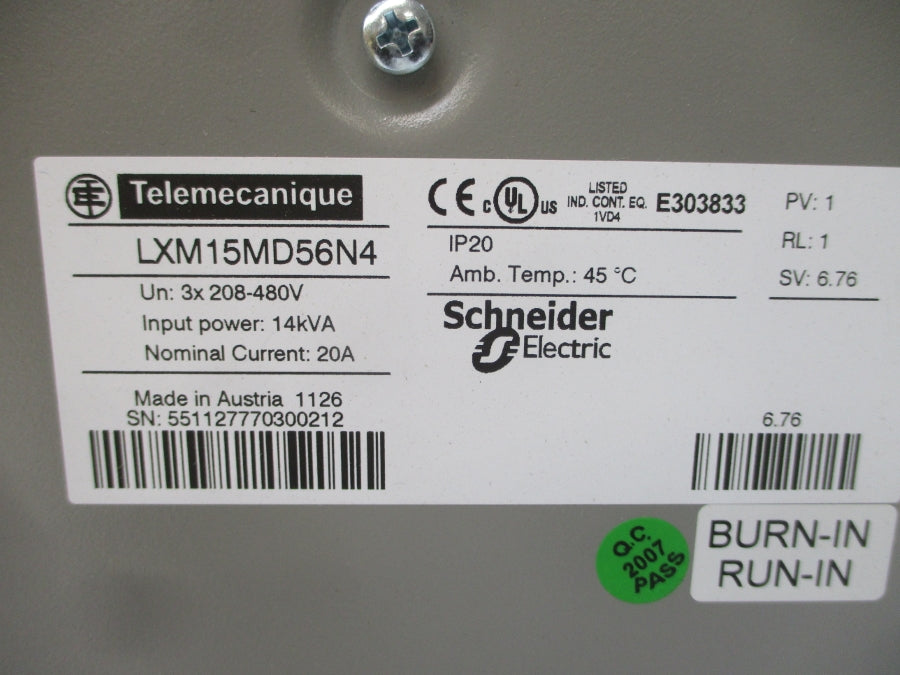 Telemecanique
LXM15MD56N4
Un: 3x 208-480V
Input power: 14kVA
Nominal Current: 20A
Made in Austria 1126
SN: 551127770300212
CE c UL us LISTED
IND. CONT. EQ.
1VD4
E303833
IP20
Amb. Temp.: 45 °C
Schneider
Electric
PV: 1
RL: 1
SV: 6.76
6.76
Q.C.
2007
PASS
BURN-IN
RUN-IN